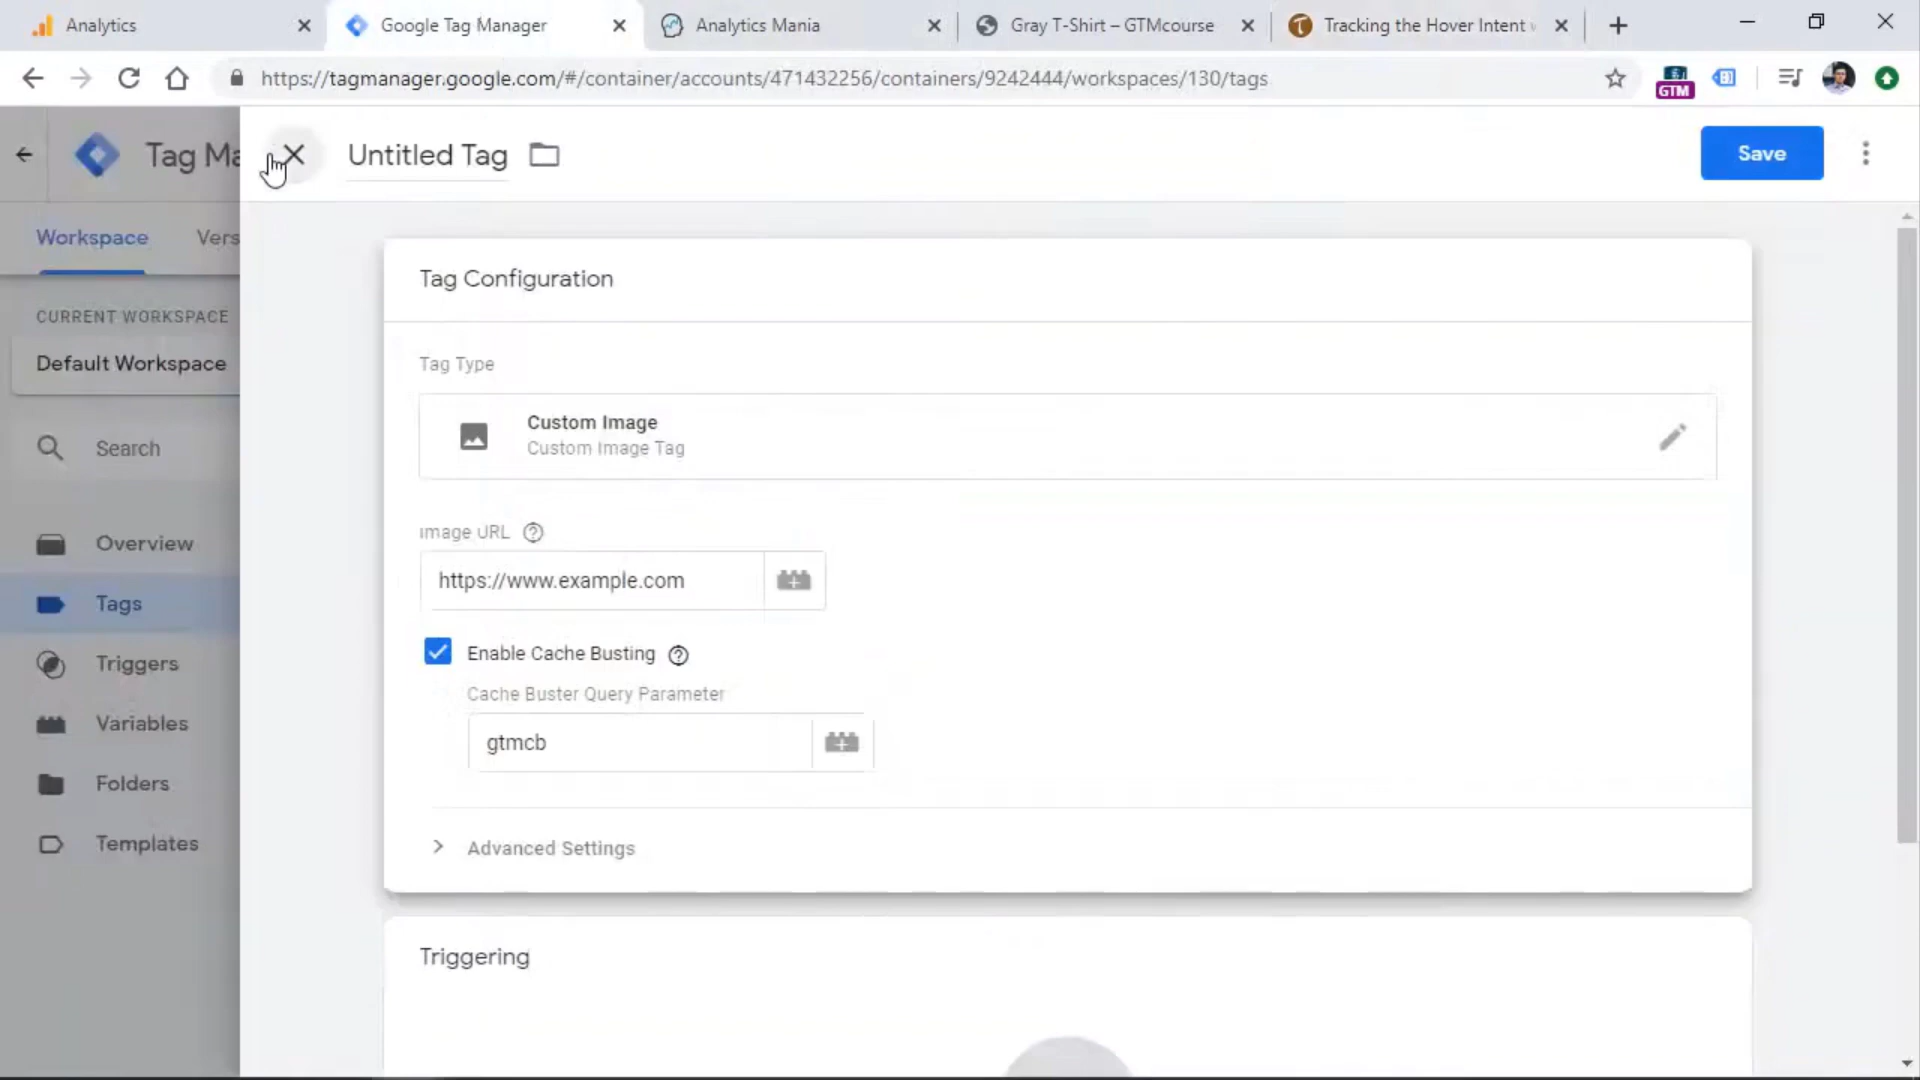 Analytics
Google Tag Manager
Analytics Mania
Gray T-Shirt – GTMcourse
Tracking the Hover Intent
https://tagmanager.google.com/#/container/accounts/471432256/containers/9242444/workspaces/130/tags
GTM
Tag Ma
Untitled Tag
Save
Workspace
Vers
Tag Configuration
CURRENT WORKSPACE
Default Workspace
Tag Type
Custom Image
Custom Image Tag
Search
Image URL
https://www.example.com
Overview
Tags
Enable Cache Busting
Triggers
Cache Buster Query Parameter
Variables
gtmcb
Folders
Templates
Advanced Settings
Triggering